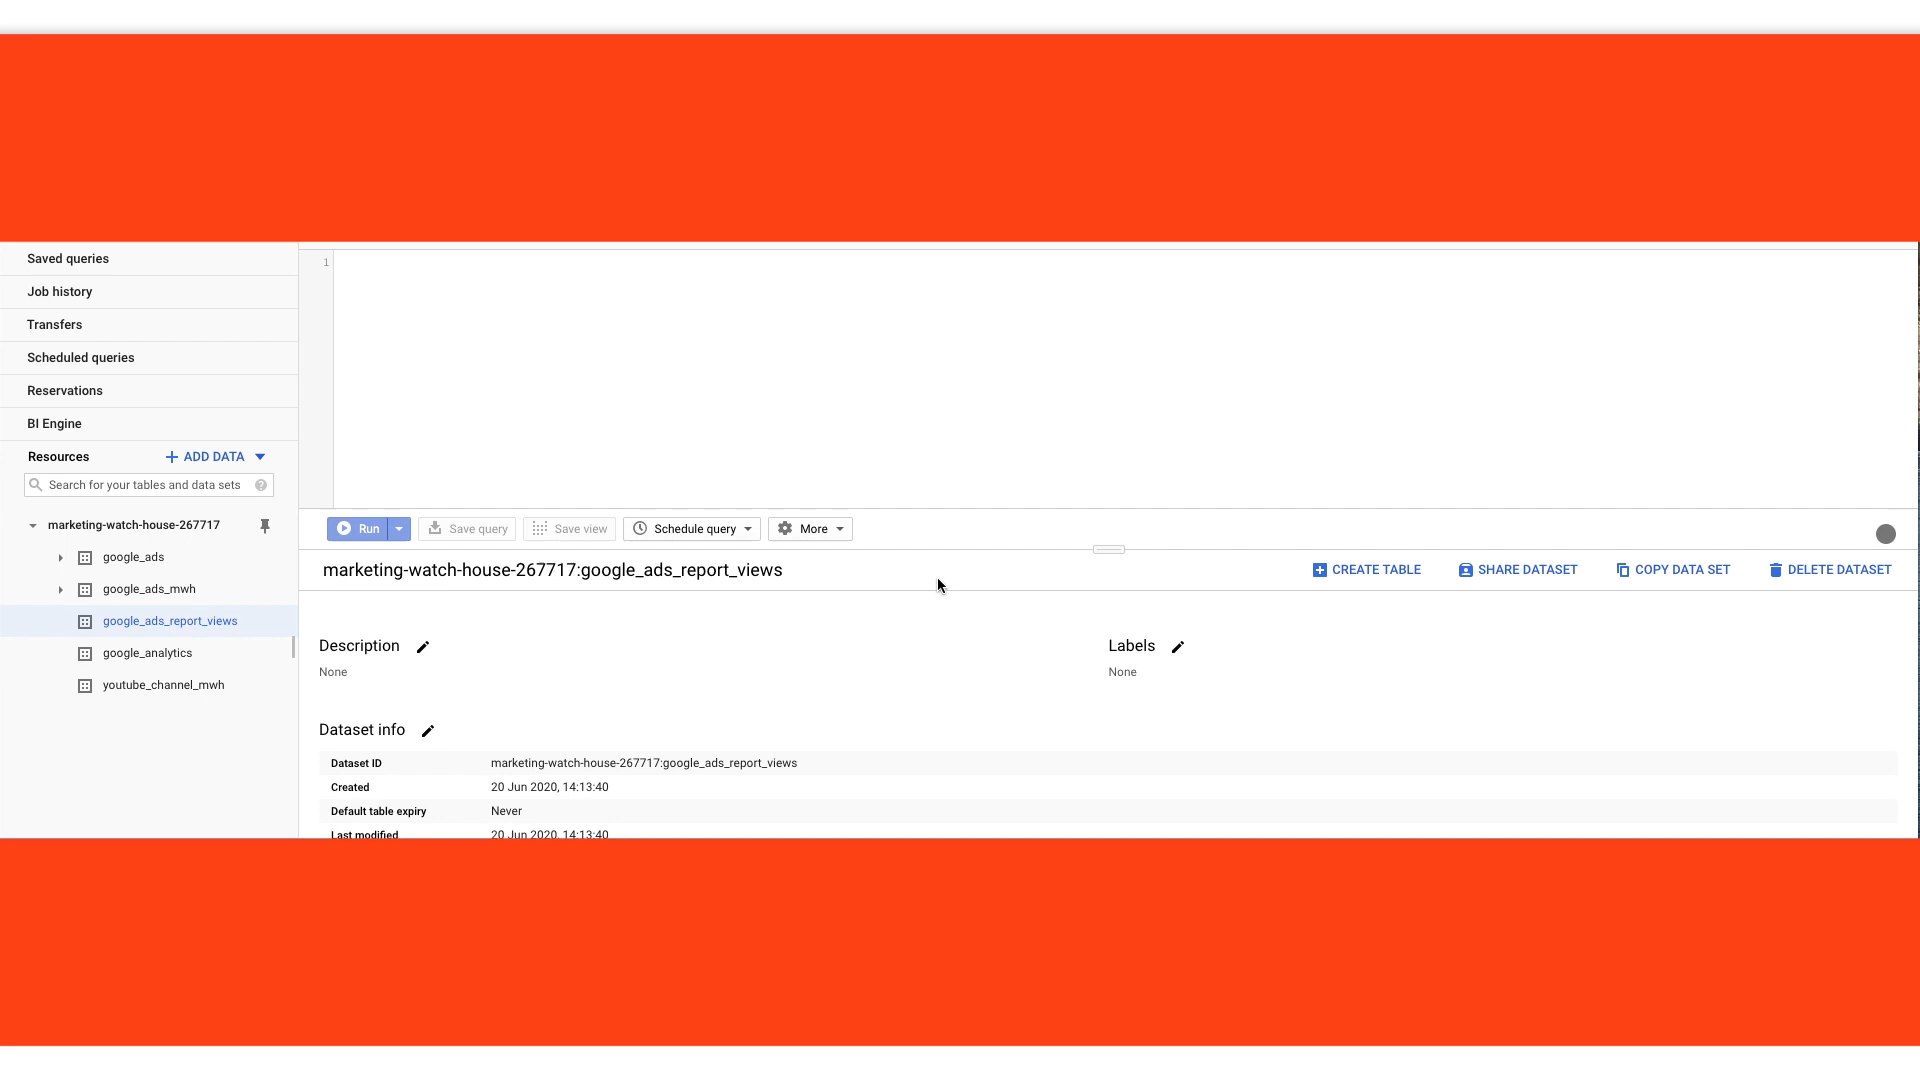 Saved queries
Job history
Transfers
Scheduled queries
Reservations
BI Engine
Resources
ADD DATA
Search for your tables and data sets
marketing-watch-house-267717
google_ads
google_ads_mwh
google_ads_report_views
google_analytics
youtube_channel_mwh
1
Run
Save query
Save view
Schedule query
More
marketing-watch-house-267717:google_ads_report_views
CREATE TABLE
SHARE DATASET
COPY DATA SET
DELETE DATASET
Description
None
Labels
None
Dataset info
Dataset ID marketing-watch-house-267717:google_ads_report_views
Created 20 Jun 2020, 14:13:40
Default table expiry Never
Last modified 20 Jun 2020, 14:13:40